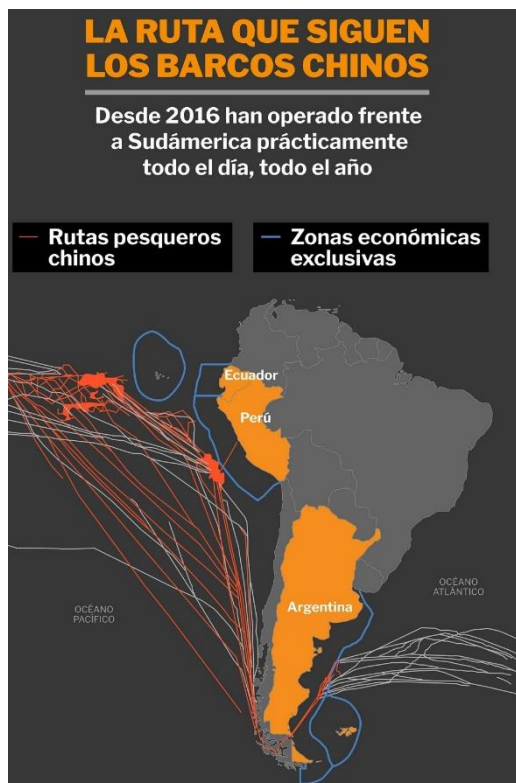 LA RUTA QUE SIGUEN
LOS BARCOS CHINOS
Desde 2016 han operado frente
a Sudámerica prácticamente
todo el día, todo el año
Rutas pesqueros
chinos
Zonas económicas
exclusivas
Ecuador
Perú
OCÉANO
ATLÁNTICO
Argentina
OCÉANO
PACÍFICO